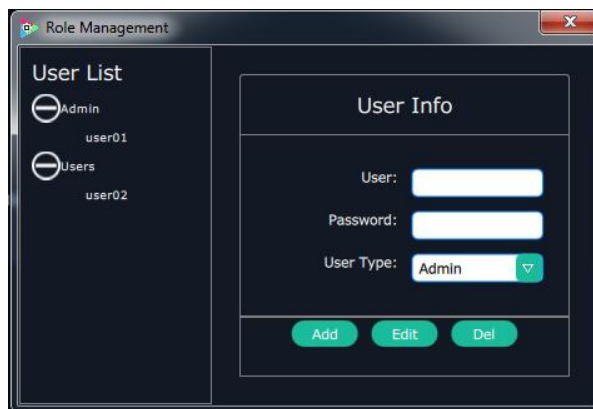 Role Management
User List
Admin
user01
Users
user02
User Info
User:
Password:
User Type: Admin
Add Edit Del